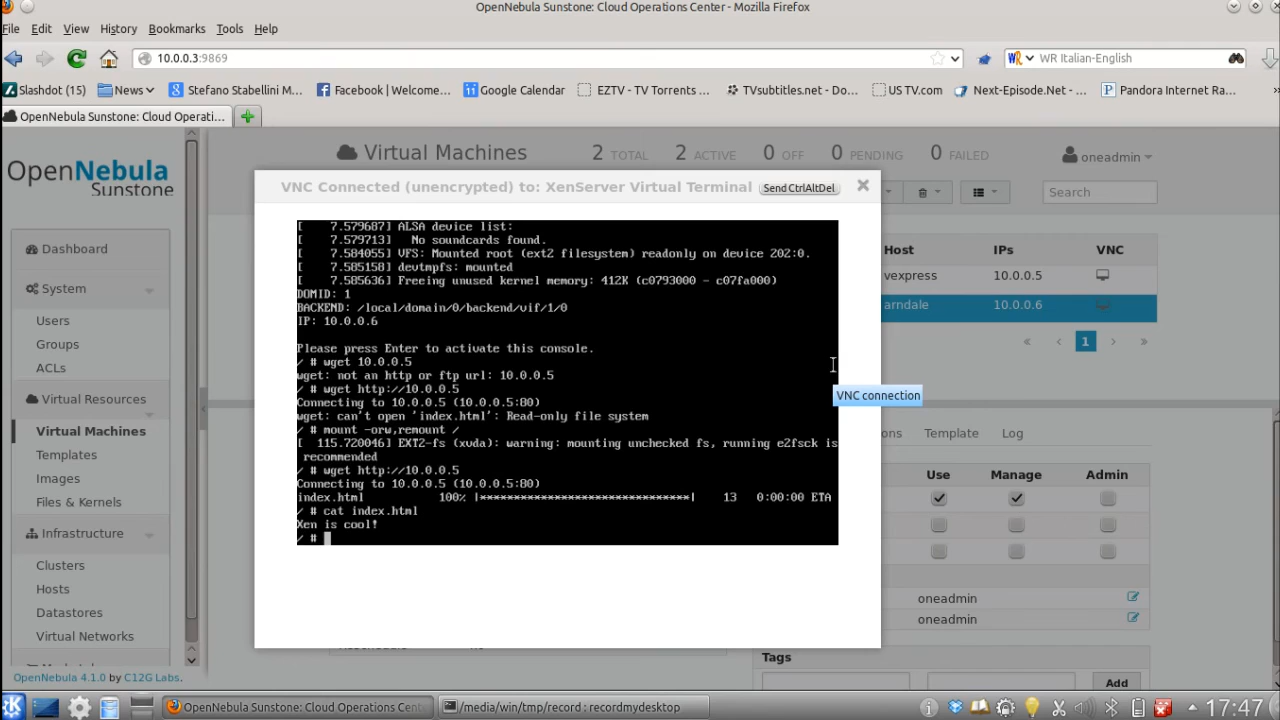 OpenNebula Sunstone: Cloud Operations Center - Mozilla Firefox
File Edit View History Bookmarks Tools Help
10.0.0.3:9869
WR Italian-English
Slashdot (15) News Stefano Stabellini M... Facebook | Welcome... Google Calendar EZTV - TV Torrents ... TVsubtitles.net - Do... US TV.com Next-Episode.Net - ... Pandora Internet Ra...
OpenNebula Sunstone: Cloud Operati...
OpenNebula
Sunstone
Virtual Machines 2 TOTAL 2 ACTIVE 0 OFF 0 PENDING 0 FAILED oneadmin
Search
VNC Connected (unencrypted) to: XenServer Virtual Terminal Send CtrlAltDel
Dashboard
System
Users
Groups
ACLs
Virtual Resources
Virtual Machines
Templates
Images
Files & Kernels
Infrastructure
Clusters
Hosts
Datastores
Virtual Networks
OpenNebula 4.1.0 by C12G Labs.
[    7.579687] ALSA device list:
[    7.579713]   No soundcards found.
[    7.584055] VFS: Mounted root (ext2 filesystem) readonly on device 202:0.
[    7.585158] devtmpfs: mounted
[    7.585636] Freeing unused kernel memory: 412K (c0793000 - c07fa000)
DOMID: 1
BACKEND: /local/domain/0/backend/vif/1/0
IP: 10.0.0.6
Please press Enter to activate this console.
/ # wget 10.0.0.5
wget: not an http or ftp url: 10.0.0.5
/ # wget http://10.0.0.5
Connecting to 10.0.0.5 (10.0.0.5:80)
wget: can't open 'index.html': Read-only file system
/ # mount -orw,remount /
[  115.720046] EXT2-fs (xvda): warning: mounting unchecked fs, running e2fsck is
recommended
/ # wget http://10.0.0.5
Connecting to 10.0.0.5 (10.0.0.5:80)
index.html           100% |*******************************|    13   0:00:00 ETA
/ # cat index.html
Xen is cool!
/ #
Host IPs VNC
vexpress 10.0.0.5
arndale 10.0.0.6
1
VNC connection
Template Log
Use Manage Admin
oneadmin
oneadmin
Tags
Add
OpenNebula Sunstone: Cloud Operations Cent
/media/win/tmp/record : recordmydesktop
17:47